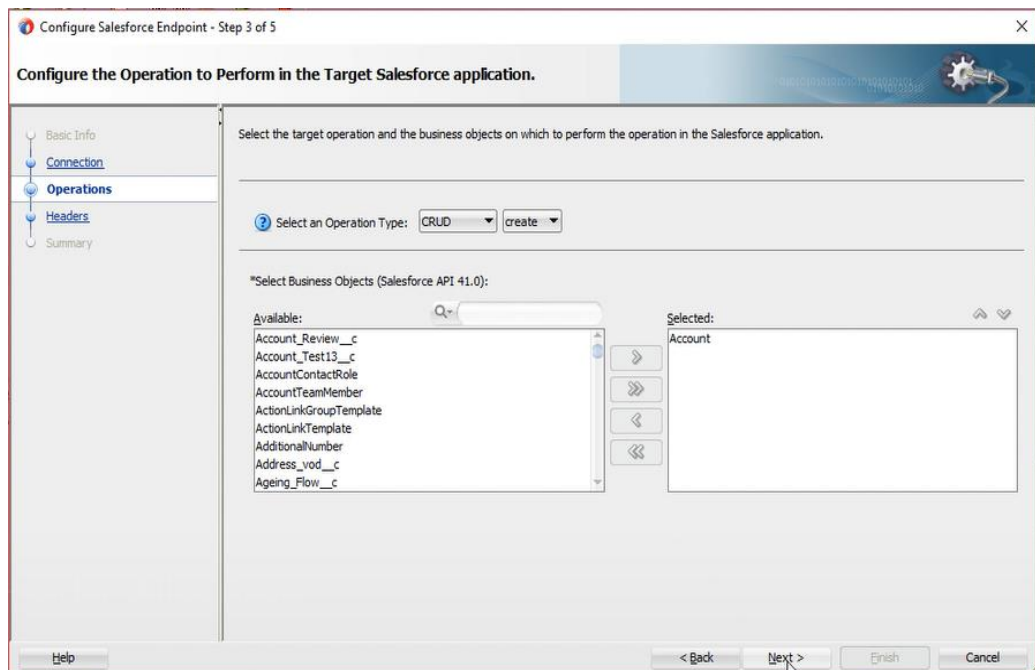 Configure Salesforce Endpoint - Step 3 of 5
Configure the Operation to Perform in the Target Salesforce application.
Basic Info
Connection
Operations
Headers
Summary
Select the target operation and the business objects on which to perform the operation in the Salesforce application.
Select an Operation Type: CRUD create
*Select Business Objects (Salesforce API 41.0):
Available:
Account_Review__c
Account_Test13__c
AccountContactRole
AccountTeamMember
ActionLinkGroupTemplate
ActionLinkTemplate
AdditionalNumber
Address_vod__c
Ageing_Flow__c
Selected:
Account
Help
< Back
Next >
Finish
Cancel